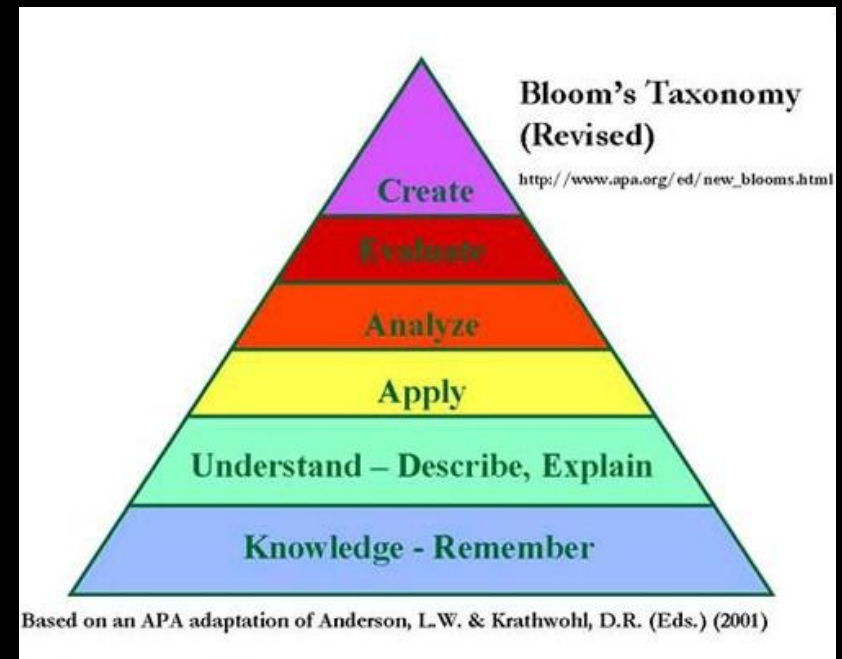 Bloom's Taxonomy
(Revised)
http://www.apa.org/ed/new_blooms.html
Create
Evaluate
Analyze
Apply
Understand – Describe, Explain
Knowledge - Remember
Based on an APA adaptation of Anderson, L.W. & Krathwohl, D.R. (Eds.) (2001)